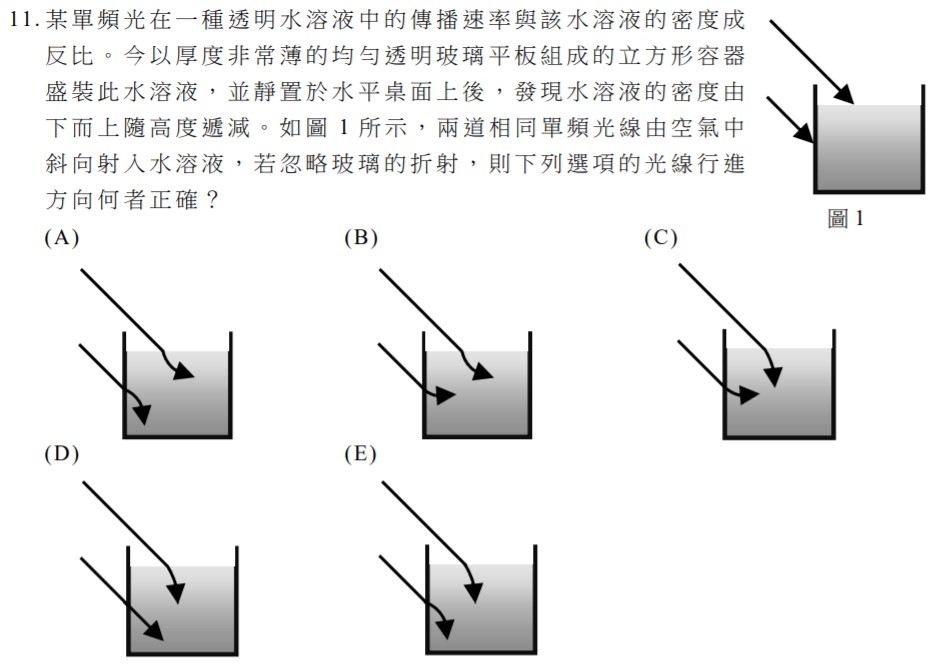 11.某單頻光在一種透明水溶液中的傳播速率與該水溶液的密度成
反比。今以厚度非常薄的均勻透明玻璃平板組成的立方形容器
盛裝此水溶液，並靜置於水平桌面上後，發現水溶液的密度由
下而上隨高度遞減。如圖 1 所示，兩道相同單頻光線由空氣中
斜向射入水溶液，若忽略玻璃的折射，則下列選項的光線行進
方向何者正確？
圖 1
(A)
(B)
(C)
(D)
(E)